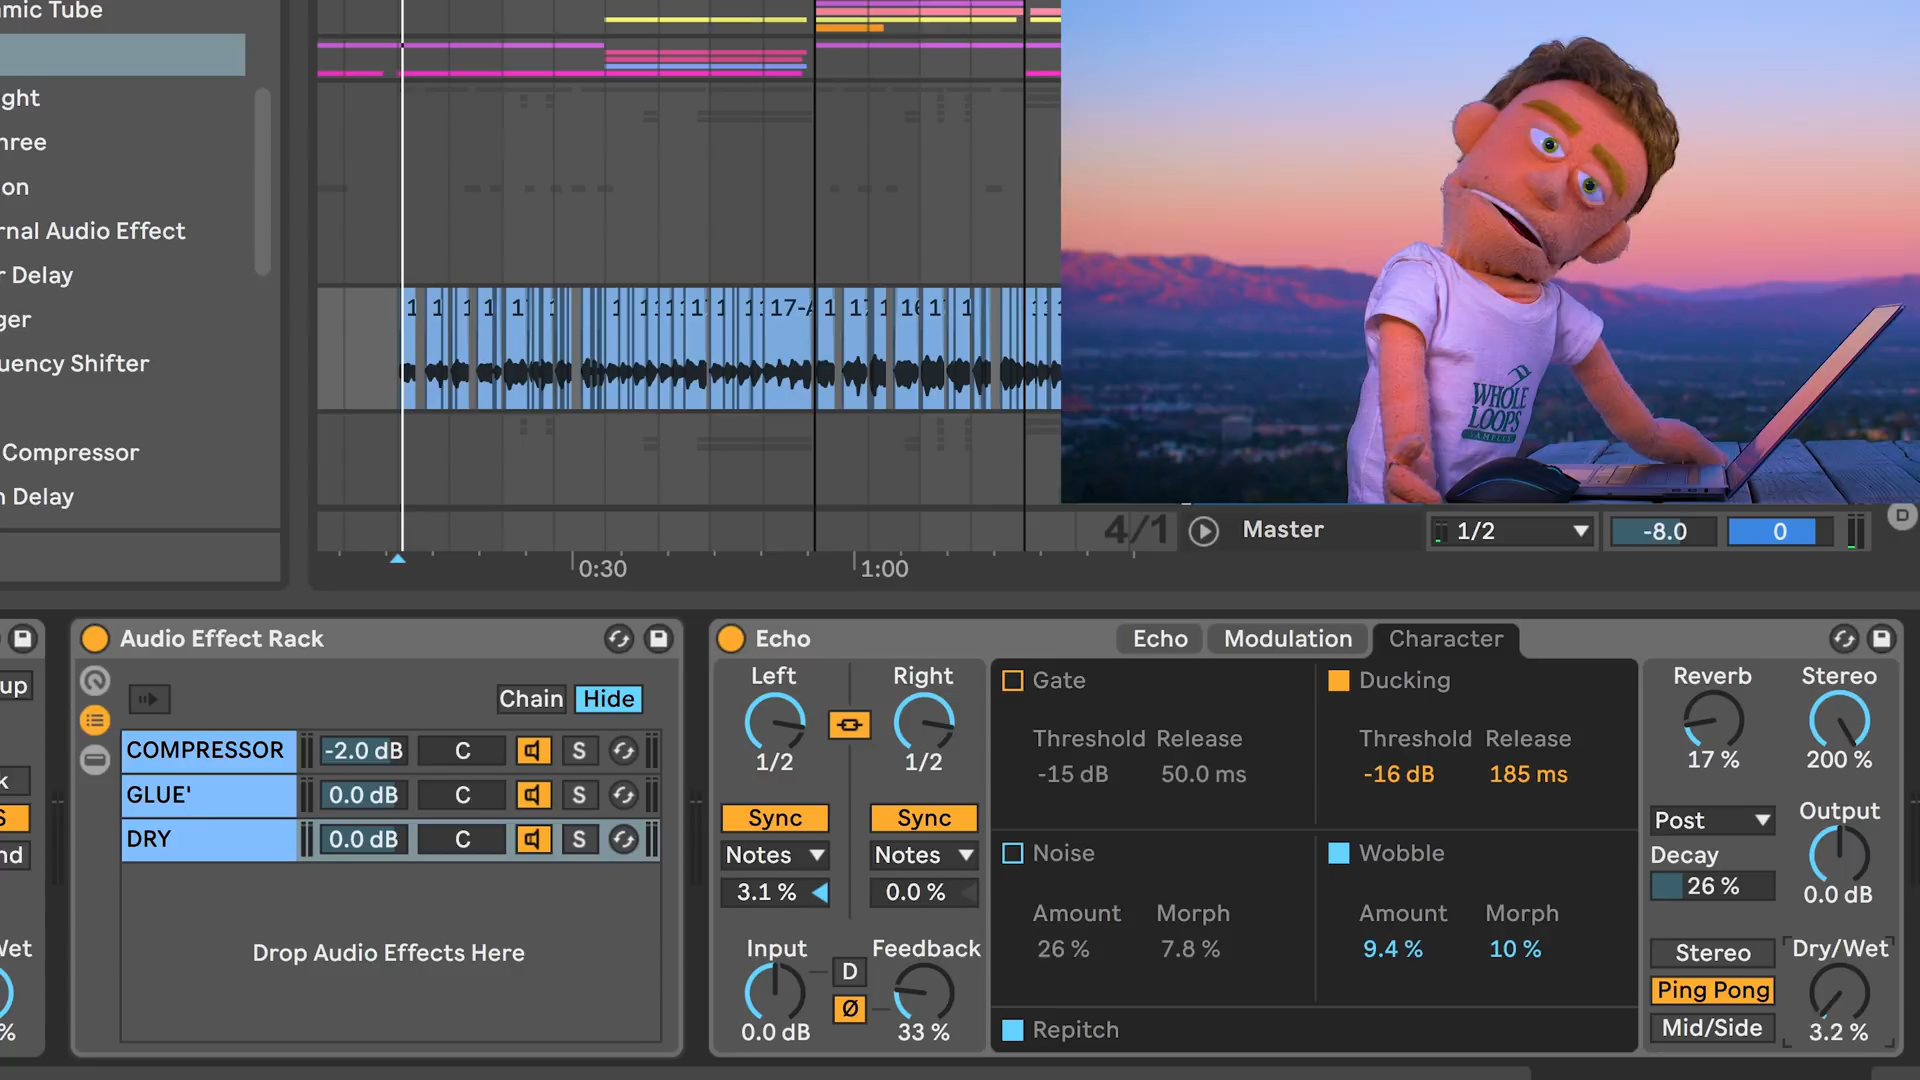 mic Tube
ght
hree
on
rnal Audio Effect
r Delay
ger
uency Shifter
Compressor
n Delay
17-A
4/1
Master
1/2
-8.0
0
D
0:30
1:00
WHOLE
LOOPS
SAMPLES
up
k
S
nd
Wet
%
Audio Effect Rack
Chain
Hide
COMPRESSOR
-2.0 dB
C
S
GLUE'
0.0 dB
C
S
DRY
0.0 dB
C
S
Drop Audio Effects Here
Echo
Echo
Modulation
Character
Left
Right
1/2
1/2
Sync
Sync
Notes
Notes
3.1 %
0.0 %
Input
Feedback
D
Ø
0.0 dB
33 %
Gate
Threshold Release
-15 dB
50.0 ms
Ducking
Threshold Release
-16 dB
185 ms
Noise
Amount
Morph
26 %
7.8 %
Wobble
Amount
Morph
9.4 %
10 %
Repitch
Reverb
Stereo
17 %
200 %
Post
Output
Decay
26 %
0.0 dB
Stereo
Dry/Wet
Ping Pong
Mid/Side
3.2 %